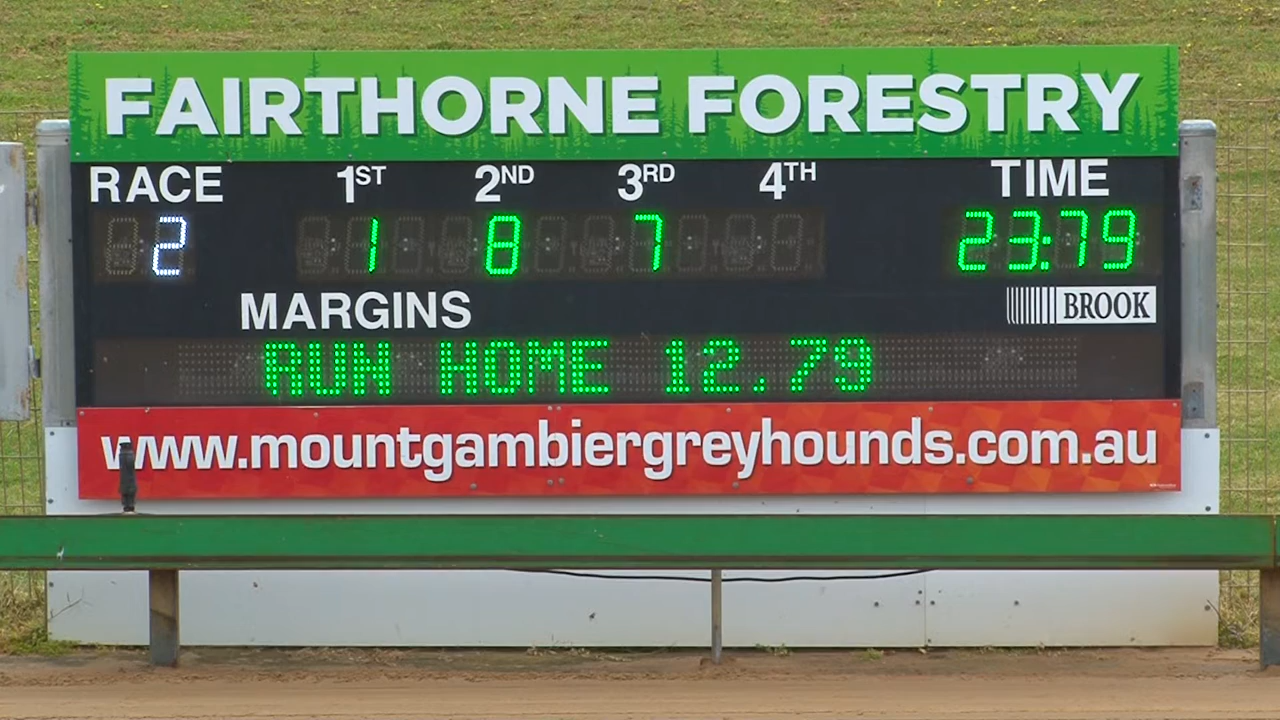 FAIRTHORNE FORESTRY
RACE 1ST 2ND 3RD 4TH TIME
2 1 8 7 23:79
MARGINS BROOK
RUN HOME 12.79
www.mountgambiergreyhounds.com.au